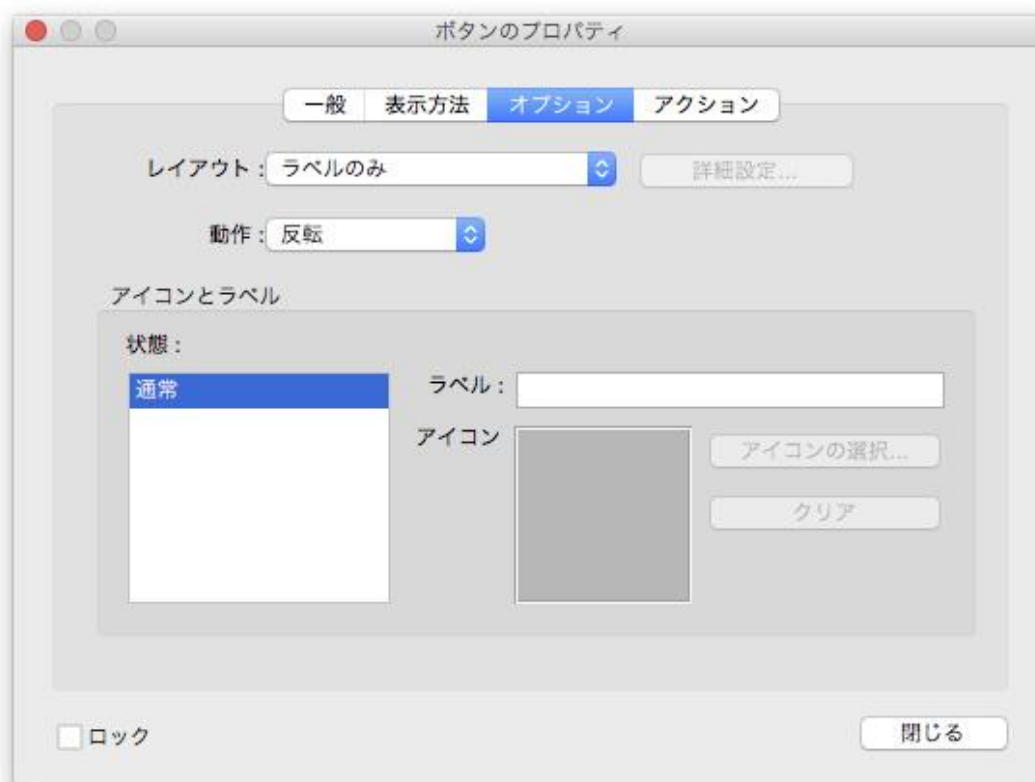 ボタンのプロパティ
一般 表示方法 オプション アクション
レイアウト : ラベルのみ 詳細設定...
動作 : 反転
アイコンとラベル
状態 :
通常
ラベル :
アイコン
アイコンの選択...
クリア
ロック
閉じる